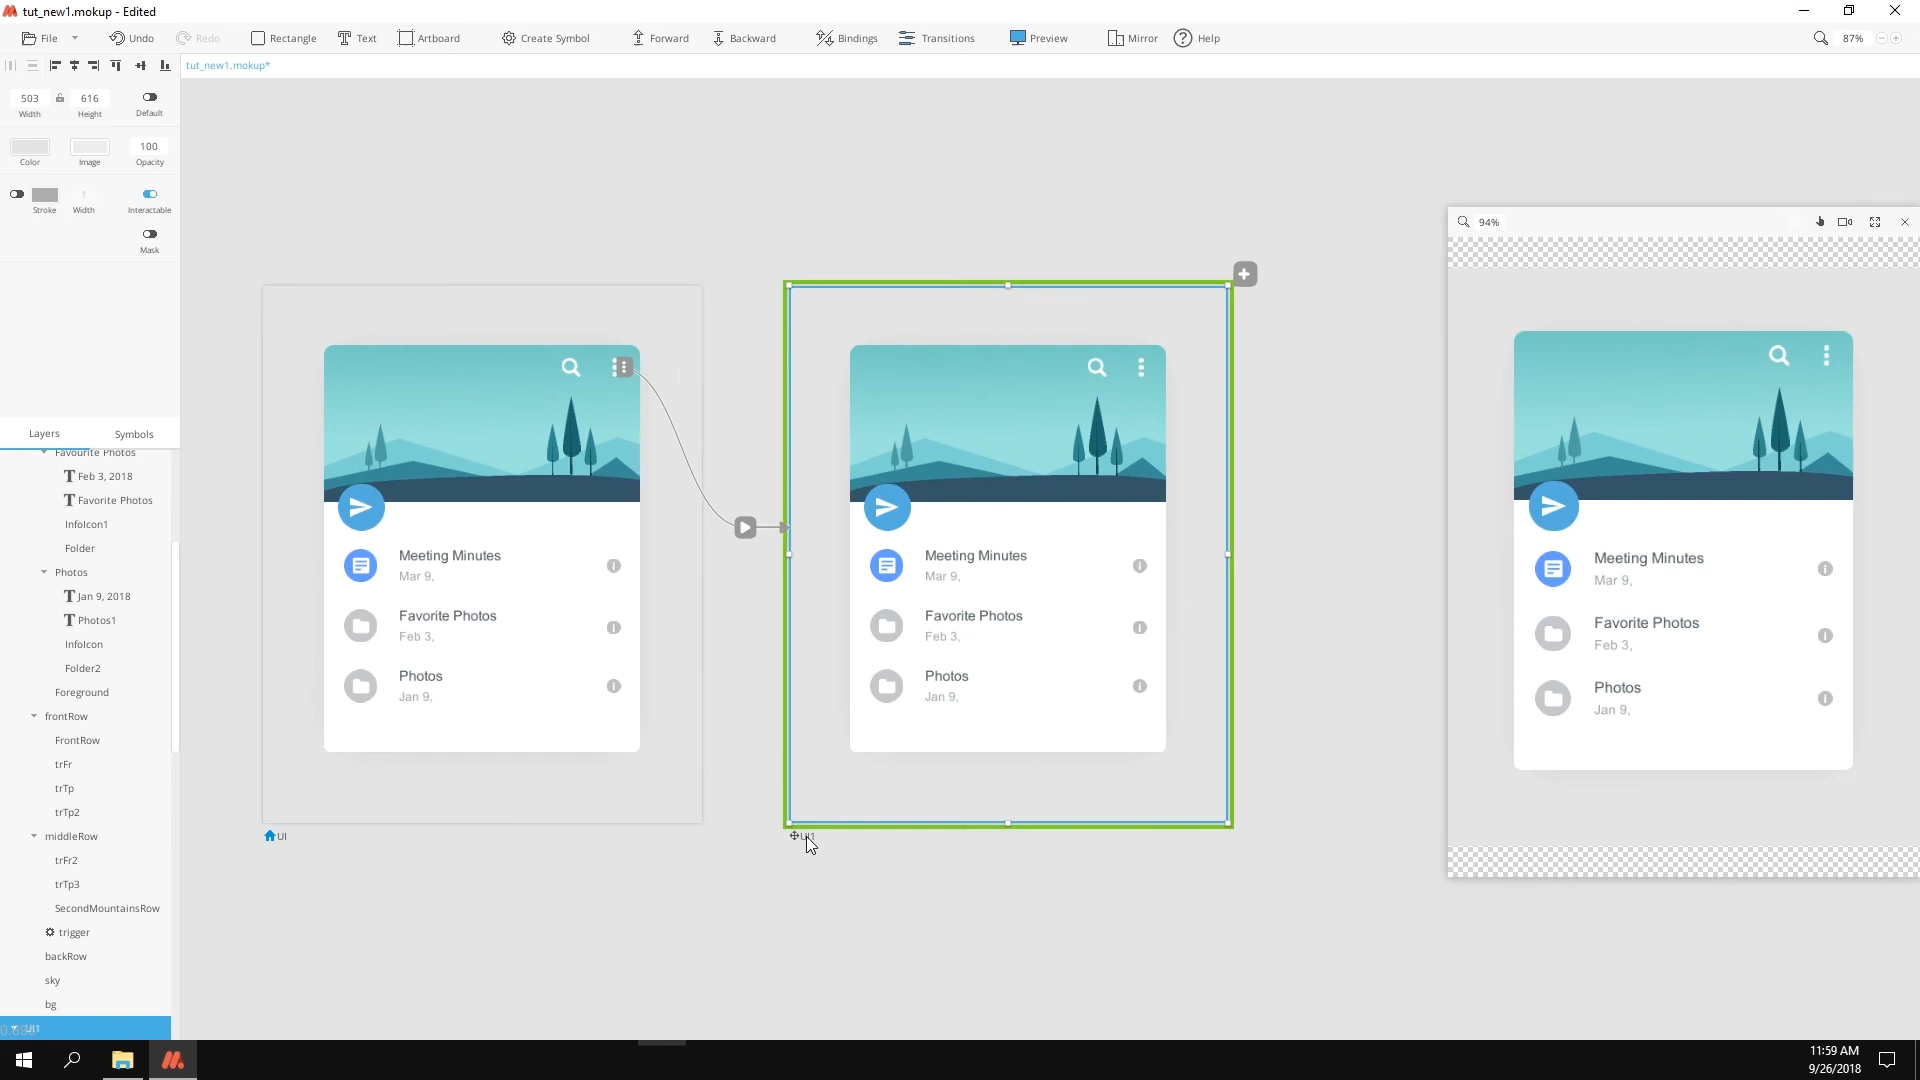 tut_new1.mokup - Edited
File
Undo
Redo
Rectangle
Text
Artboard
Create Symbol
Forward
Backward
Bindings
Transitions
Preview
Mirror
Help
87%
tut_new1.mokup*
503
616
Width
Height
Default
100
Color
Image
Opacity
1
Stroke
Width
Interactable
Mask
94%
Layers
Symbols
Favourite Photos
Feb 3, 2018
Favorite Photos
InfoIcon1
Folder
Photos
Jan 9, 2018
Photos1
InfoIcon
Folder2
Foreground
frontRow
FrontRow
trFr
trTp
trTp2
middleRow
trFr2
trTp3
SecondMountainsRow
trigger
backRow
sky
bg
UI1
Meeting Minutes
Mar 9,
Favorite Photos
Feb 3,
Photos
Jan 9,
UI
Meeting Minutes
Mar 9,
Favorite Photos
Feb 3,
Photos
Jan 9,
UI1
Meeting Minutes
Mar 9,
Favorite Photos
Feb 3,
Photos
Jan 9,
11:59 AM
9/26/2018